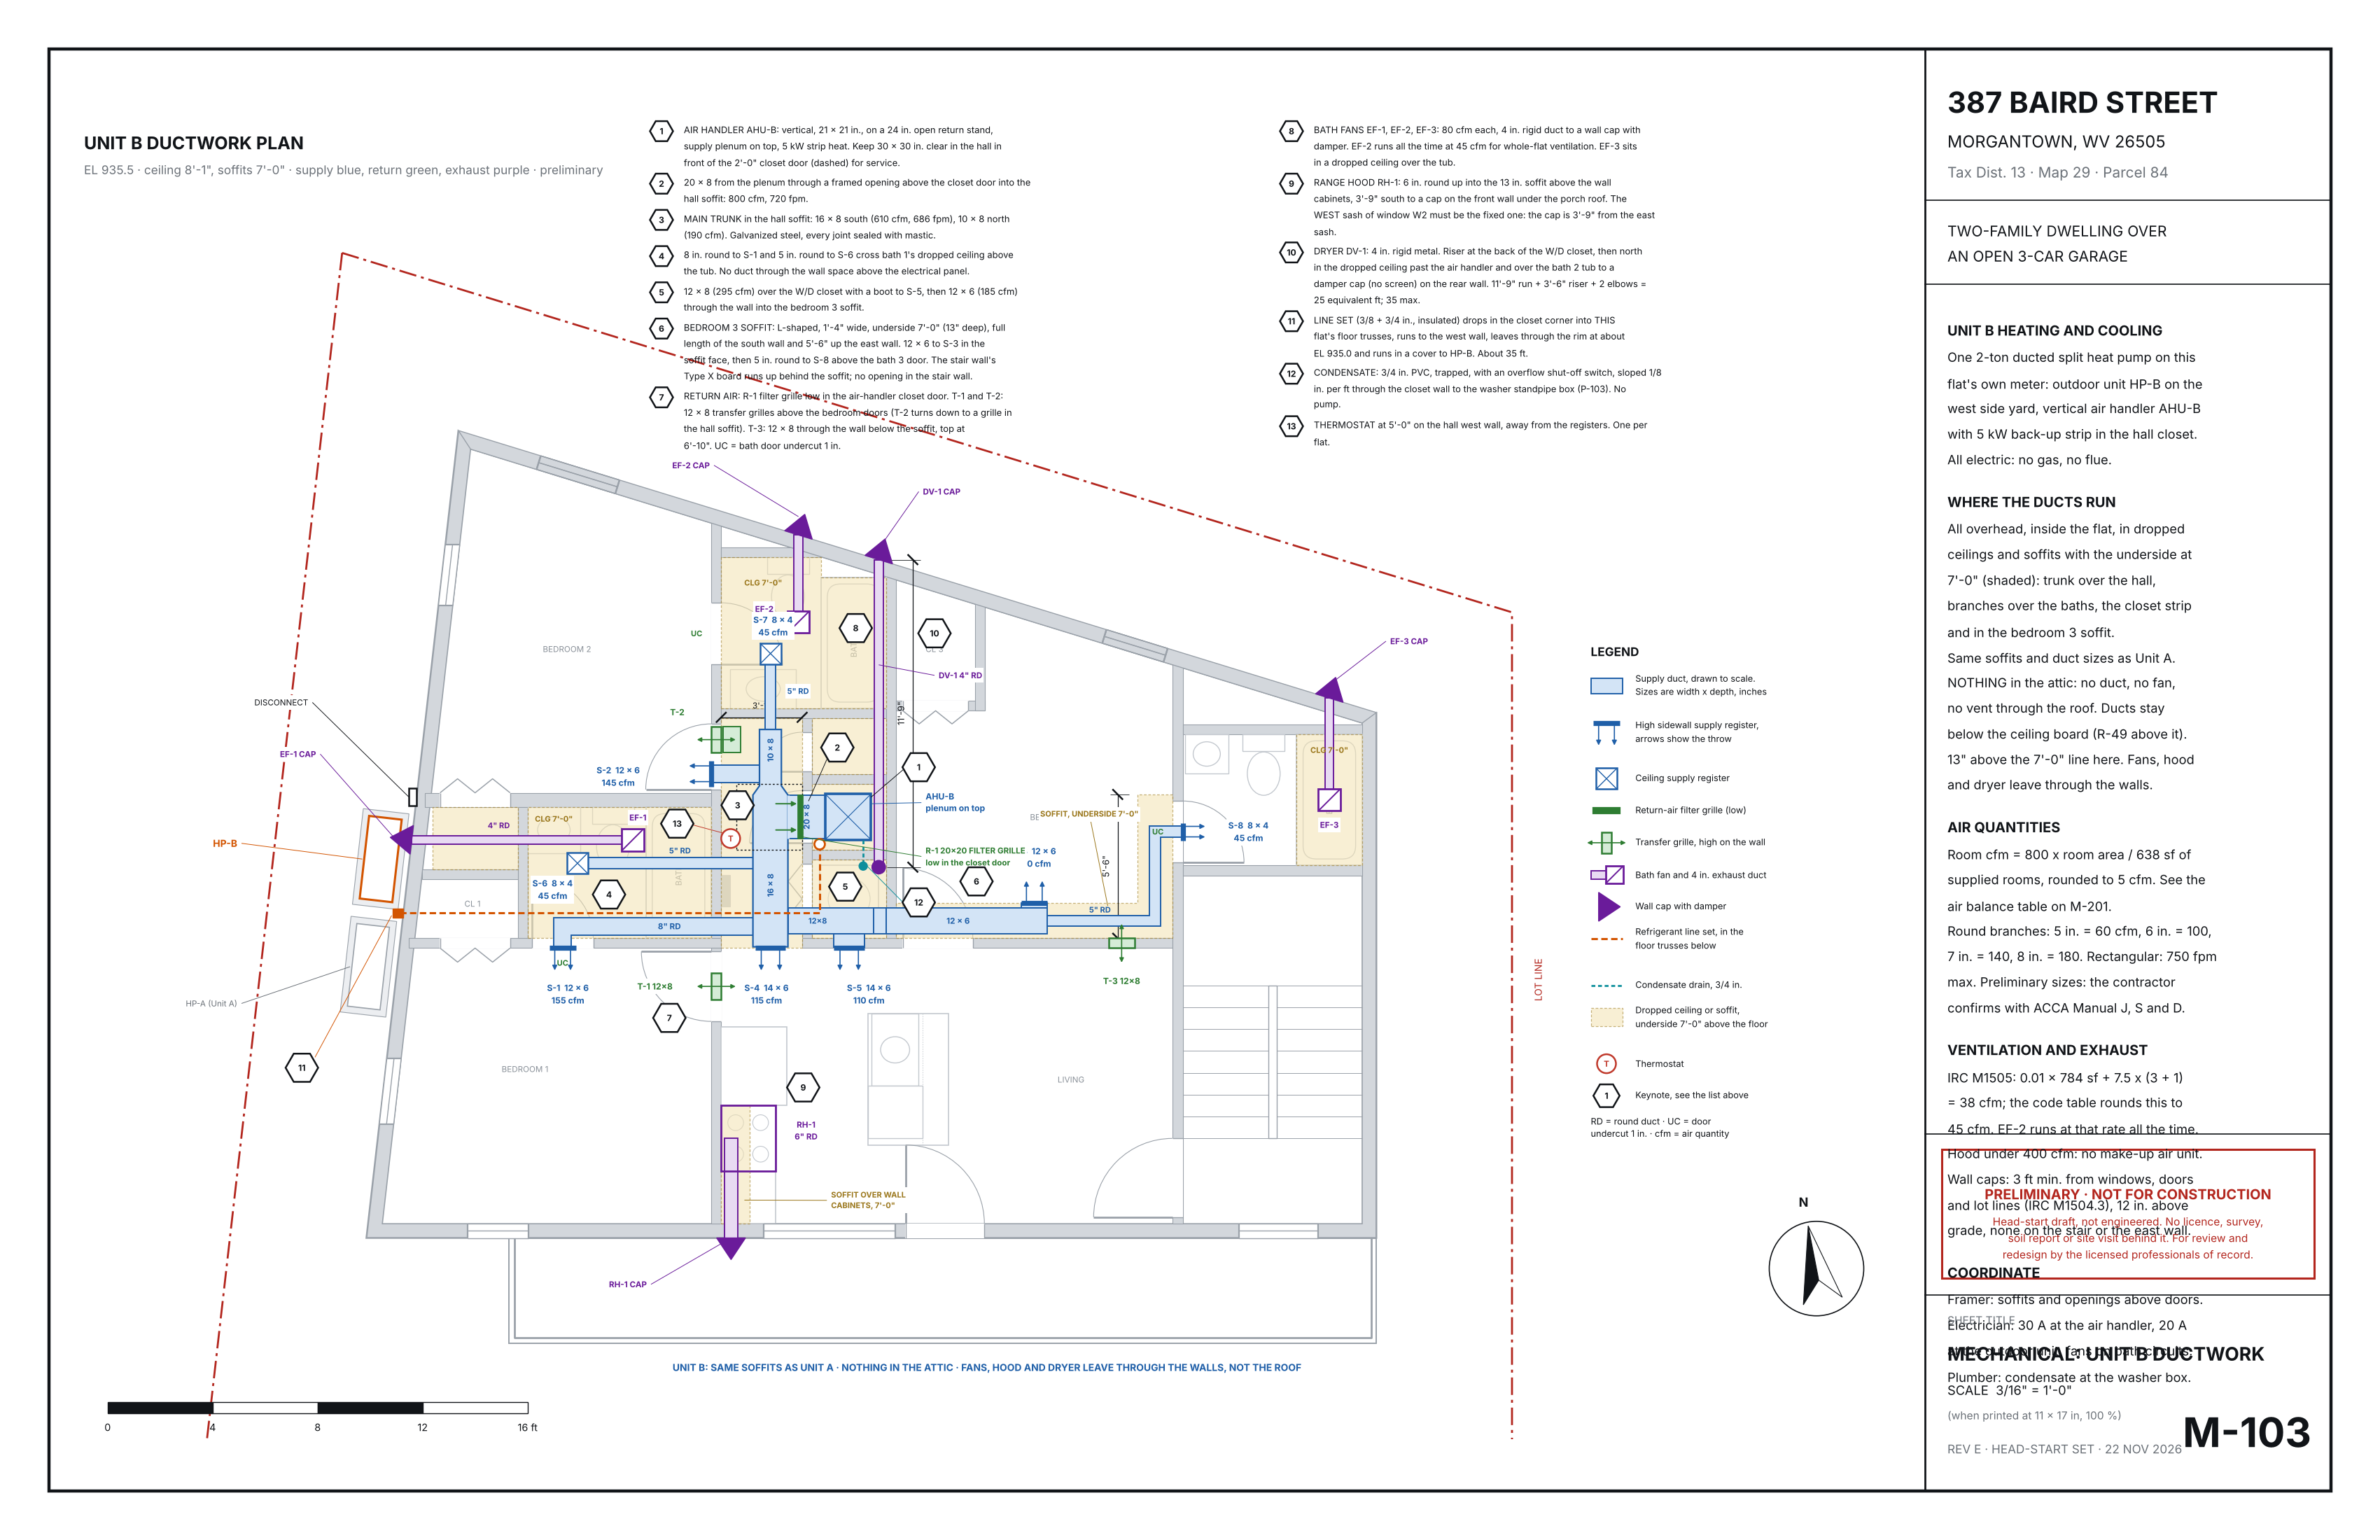 UNIT B DUCTWORK PLAN
EL 935.5 · ceiling 8'-1", soffits 7'-0" · supply blue, return green, exhaust purple · preliminary
1 AIR HANDLER AHU-B: vertical, 21 × 21 in., on a 24 in. open return stand,
supply plenum on top, 5 kW strip heat. Keep 30 × 30 in. clear in the hall in
front of the 2'-0" closet door (dashed) for service.
2 20 × 8 from the plenum through a framed opening above the closet door into the
hall soffit: 800 cfm, 720 fpm.
3 MAIN TRUNK in the hall soffit: 16 × 8 south (610 cfm, 686 fpm), 10 × 8 north
(190 cfm). Galvanized steel, every joint sealed with mastic.
4 8 in. round to S-1 and 5 in. round to S-6 cross bath 1's dropped ceiling above
the tub. No duct through the wall space above the electrical panel.
5 12 × 8 (295 cfm) over the W/D closet with a boot to S-5, then 12 × 6 (185 cfm)
through the wall into the bedroom 3 soffit.
6 BEDROOM 3 SOFFIT: L-shaped, 1'-4" wide, underside 7'-0" (13" deep), full
length of the south wall and 5'-6" up the east wall. 12 × 6 to S-3 in the
soffit face, then 5 in. round to S-8 above the bath 3 door. The stair wall's
Type X board runs up behind the soffit; no opening in the stair wall.
7 RETURN AIR: R-1 filter grille low in the air-handler closet door. T-1 and T-2:
12 × 8 transfer grilles above the bedroom doors (T-2 turns down to a grille in
the hall soffit). T-3: 12 × 8 through the wall below the soffit, top at
6'-10". UC = bath door undercut 1 in.
8 BATH FANS EF-1, EF-2, EF-3: 80 cfm each, 4 in. rigid duct to a wall cap with
damper. EF-2 runs all the time at 45 cfm for whole-flat ventilation. EF-3 sits
in a dropped ceiling over the tub.
9 RANGE HOOD RH-1: 6 in. round up into the 13 in. soffit above the wall
cabinets, 3'-9" south to a cap on the front wall under the porch roof. The
WEST sash of window W2 must be the fixed one: the cap is 3'-9" from the east
sash.
10 DRYER DV-1: 4 in. rigid metal. Riser at the back of the W/D closet, then north
in the dropped ceiling past the air handler and over the bath 2 tub to a
damper cap (no screen) on the rear wall. 11'-9" run + 3'-6" riser + 2 elbows =
25 equivalent ft; 35 max.
11 LINE SET (3/8 + 3/4 in., insulated) drops in the closet corner into THIS
flat's floor trusses, runs to the west wall, leaves through the rim at about
EL 935.0 and runs in a cover to HP-B. About 35 ft.
12 CONDENSATE: 3/4 in. PVC, trapped, with an overflow shut-off switch, sloped 1/8
in. per ft through the closet wall to the washer standpipe box (P-103). No
pump.
13 THERMOSTAT at 5'-0" on the hall west wall, away from the registers. One per
flat.
EF-2 CAP
DV-1 CAP
EF-3 CAP
CLG 7'-0"
EF-2
S-7 8 × 4
45 cfm
8
10
UC
BEDROOM 2
DV-1 4" RD
5" RD
DISCONNECT
T-2
3'-
11'-9"
EF-1 CAP
10 × 8
2
1
CLG 7'-0"
S-2 12 × 6
145 cfm
3
AHU-B
plenum on top
SOFFIT, UNDERSIDE 7'-0"
20 × 8
CLG 7'-0"
EF-1
4" RD
13
T
UC
S-8 8 × 4
45 cfm
EF-3
HP-B
5" RD
R-1 20×20 FILTER GRILLE
low in the closet door
12 × 6
0 cfm
5'-6"
S-6 8 × 4
45 cfm
4
16 × 8
5
6
12
CL 1
5" RD
8" RD
12×8
12 × 6
UC
S-1 12 × 6
155 cfm
T-1 12×8
S-4 14 × 6
115 cfm
S-5 14 × 6
110 cfm
T-3 12×8
HP-A (Unit A)
7
11
BEDROOM 1
9
LIVING
RH-1
6" RD
SOFFIT OVER WALL
CABINETS, 7'-0"
RH-1 CAP
LOT LINE
UNIT B: SAME SOFFITS AS UNIT A · NOTHING IN THE ATTIC · FANS, HOOD AND DRYER LEAVE THROUGH THE WALLS, NOT THE ROOF
0 4 8 12 16 ft
N
LEGEND
Supply duct, drawn to scale.
Sizes are width x depth, inches
High sidewall supply register,
arrows show the throw
Ceiling supply register
Return-air filter grille (low)
Transfer grille, high on the wall
Bath fan and 4 in. exhaust duct
Wall cap with damper
Refrigerant line set, in the
floor trusses below
Condensate drain, 3/4 in.
Dropped ceiling or soffit,
underside 7'-0" above the floor
T Thermostat
1 Keynote, see the list above
RD = round duct · UC = door
undercut 1 in. · cfm = air quantity
387 BAIRD STREET
MORGANTOWN, WV 26505
Tax Dist. 13 · Map 29 · Parcel 84
TWO-FAMILY DWELLING OVER
AN OPEN 3-CAR GARAGE
UNIT B HEATING AND COOLING
One 2-ton ducted split heat pump on this
flat's own meter: outdoor unit HP-B on the
west side yard, vertical air handler AHU-B
with 5 kW back-up strip in the hall closet.
All electric: no gas, no flue.
WHERE THE DUCTS RUN
All overhead, inside the flat, in dropped
ceilings and soffits with the underside at
7'-0" (shaded): trunk over the hall,
branches over the baths, the closet strip
and in the bedroom 3 soffit.
Same soffits and duct sizes as Unit A.
NOTHING in the attic: no duct, no fan,
no vent through the roof. Ducts stay
below the ceiling board (R-49 above it).
13" above the 7'-0" line here. Fans, hood
and dryer leave through the walls.
AIR QUANTITIES
Room cfm = 800 x room area / 638 sf of
supplied rooms, rounded to 5 cfm. See the
air balance table on M-201.
Round branches: 5 in. = 60 cfm, 6 in. = 100,
7 in. = 140, 8 in. = 180. Rectangular: 750 fpm
max. Preliminary sizes: the contractor
confirms with ACCA Manual J, S and D.
VENTILATION AND EXHAUST
IRC M1505: 0.01 × 784 sf + 7.5 x (3 + 1)
= 38 cfm; the code table rounds this to
45 cfm. EF-2 runs at that rate all the time.
Hood under 400 cfm: no make-up air unit.
Wall caps: 3 ft min. from windows, doors
PRELIMINARY · NOT FOR CONSTRUCTION
and lot lines (IRC M1504.3), 12 in. above
Head-start draft, not engineered. No licence, survey,
grade, none on the stair or the east wall.
soil report or site visit behind it. For review and
redesign by the licensed professionals of record.
COORDINATE
Framer: soffits and openings above doors.
SHEET TITLE
Electrician: 30 A at the air handler, 20 A
MECHANICAL: UNIT B DUCTWORK
Plumber: condensate at the washer box.
SCALE 3/16" = 1'-0"
(when printed at 11 × 17 in, 100 %)
REV E · HEAD-START SET · 22 NOV 2026
M-103